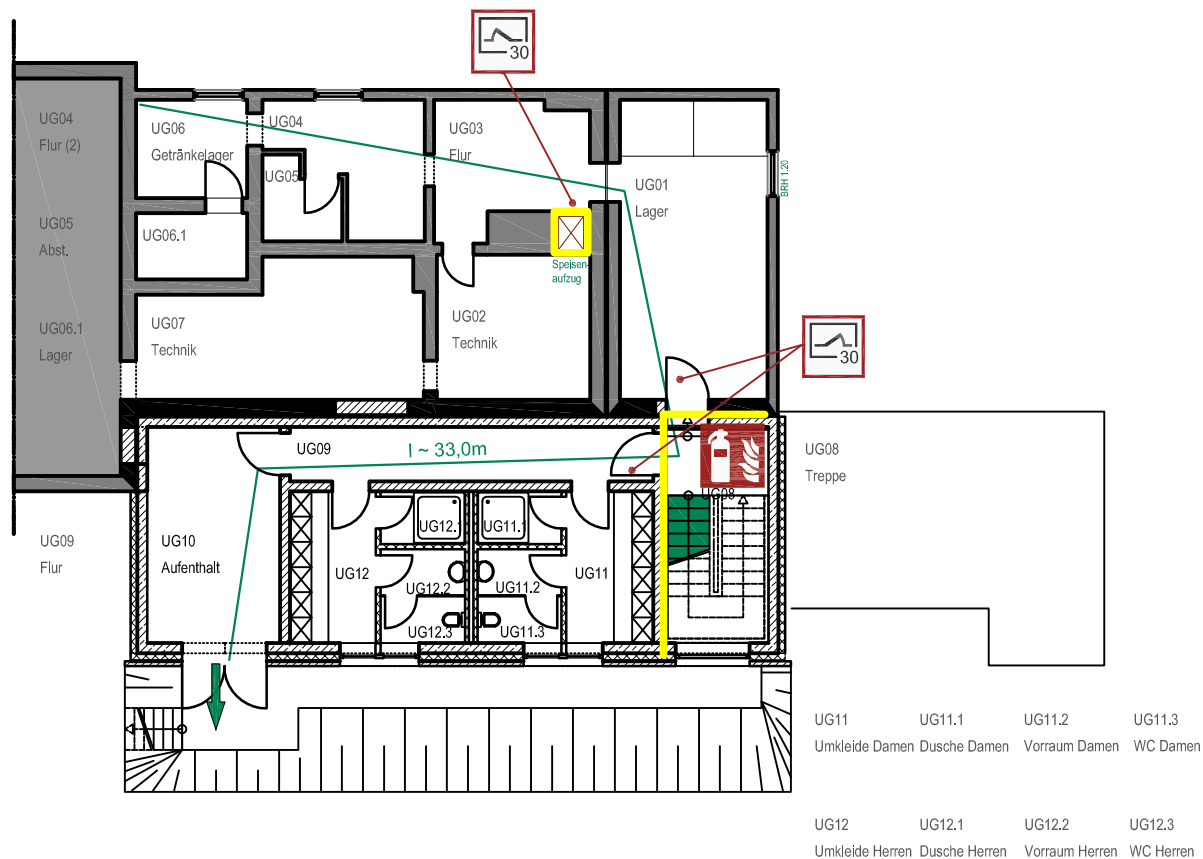 30
UG04
Flur (2)
UG06
Getränkelager
UG04
UG03
Flur
UG05
UG01
Lager
BRH 1.20
UG05
Abst.
UG06.1
Speisen-
aufzug
UG06.1
Lager
UG07
Technik
UG02
Technik
30
UG09
l ~ 33,0m
UG08
Treppe
UG08
UG09
Flur
UG10
Aufenthalt
UG12.1
UG11.1
UG12
UG12.2
UG11.2
UG11
UG12.3
UG11.3
UG11
UG11.1
UG11.2
UG11.3
Umkleide Damen
Dusche Damen
Vorraum Damen
WC Damen
UG12
UG12.1
UG12.2
UG12.3
Umkleide Herren
Dusche Herren
Vorraum Herren
WC Herren